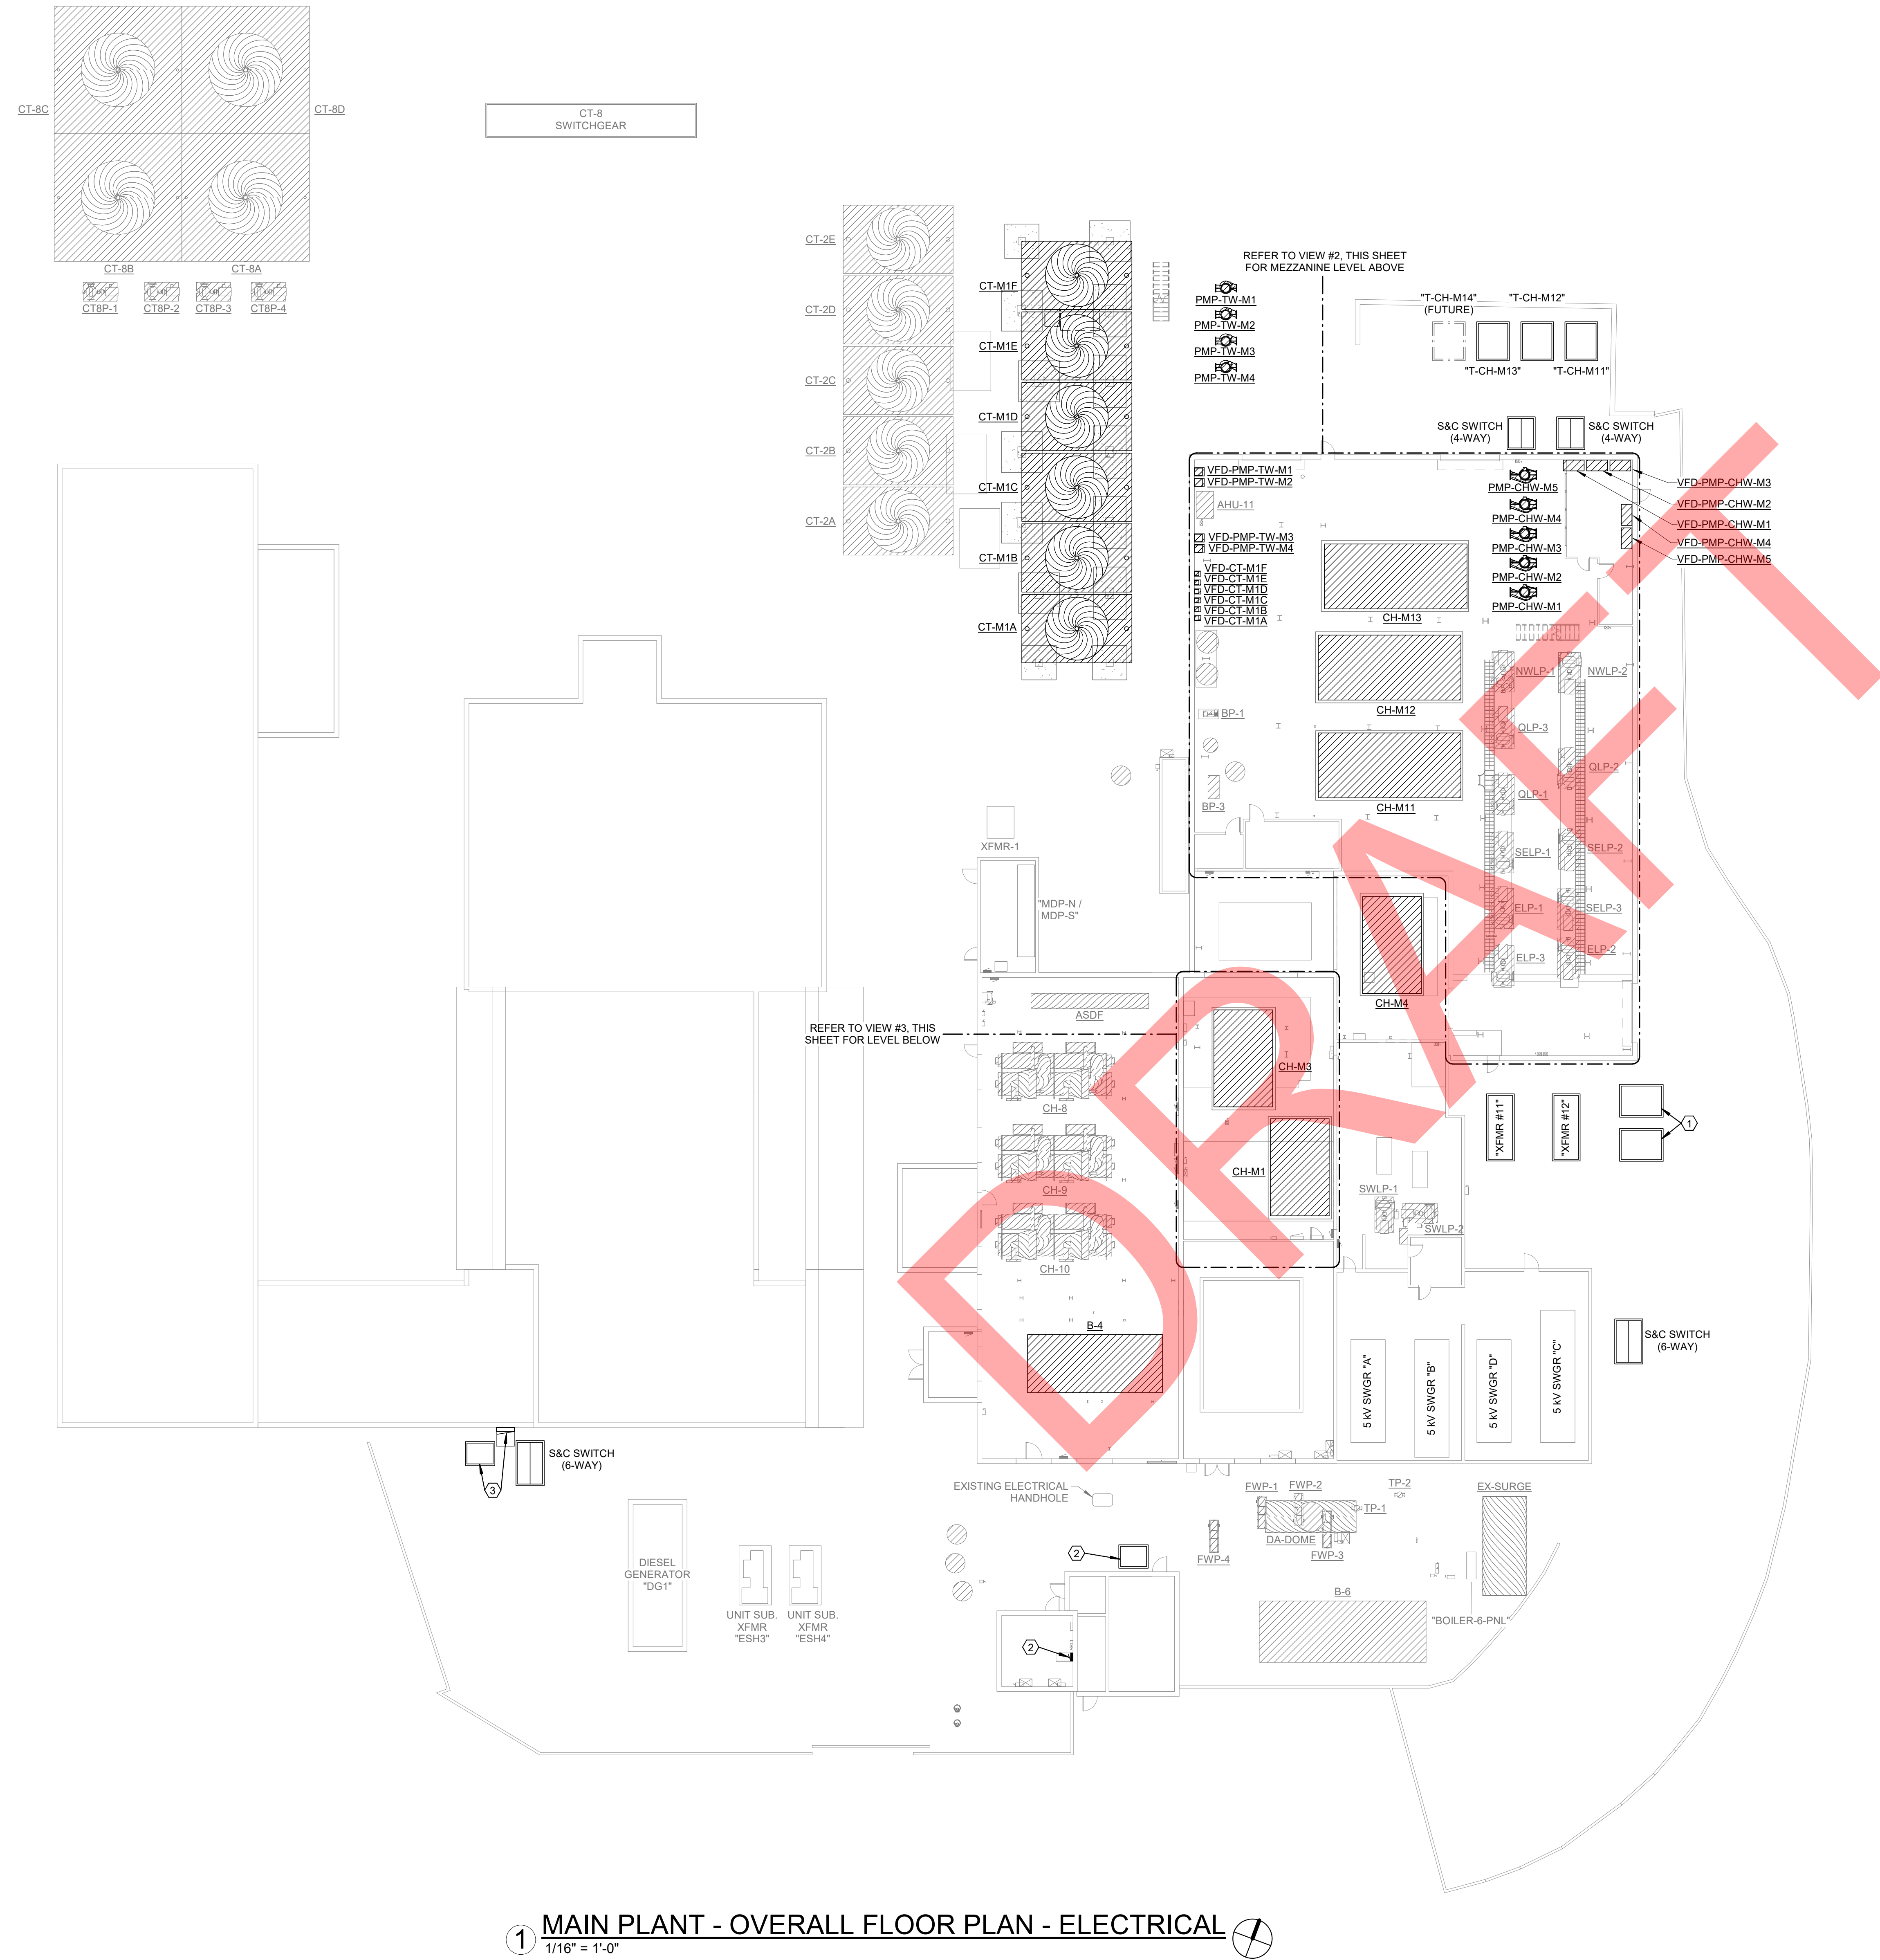 CT-8C
CT-8D
CT-8
SWITCHGEAR
CT-8B
CT-8A
CT8P-1
CT8P-2
CT8P-3
CT8P-4
CT-2E
CT-2D
CT-2C
CT-2B
CT-2A
CT-M1F
CT-M1E
CT-M1D
CT-M1C
CT-M1B
CT-M1A
REFER TO VIEW #2, THIS SHEET
FOR MEZZANINE LEVEL ABOVE
PMP-TW-M1
PMP-TW-M2
PMP-TW-M3
PMP-TW-M4
"T-CH-M14"
(FUTURE)
"T-CH-M12"
"T-CH-M13"
"T-CH-M11"
S&C SWITCH
(4-WAY)
S&C SWITCH
(4-WAY)
VFD-PMP-TW-M1
VFD-PMP-TW-M2
AHU-11
VFD-PMP-TW-M3
VFD-PMP-TW-M4
VFD-CT-M1F
VFD-CT-M1E
VFD-CT-M1D
VFD-CT-M1C
VFD-CT-M1B
VFD-CT-M1A
PMP-CHW-M5
PMP-CHW-M4
PMP-CHW-M3
PMP-CHW-M2
PMP-CHW-M1
VFD-PMP-CHW-M3
VFD-PMP-CHW-M2
VFD-PMP-CHW-M1
VFD-PMP-CHW-M4
VFD-PMP-CHW-M5
CH-M13
CH-M12
CH-M11
NWLP-1
NWLP-2
BP-1
QLP-3
QLP-2
QLP-1
BP-3
XFMR-1
SELP-1
SELP-2
"MDP-N /
MDP-S"
ELP-1
SELP-3
ELP-2
ELP-3
CH-M4
ASDF
REFER TO VIEW #3, THIS
SHEET FOR LEVEL BELOW
CH-M3
CH-8
"XFMR #11"
"XFMR #12"
1
CH-M1
CH-9
SWLP-1
SWLP-2
CH-10
B-4
S&C SWITCH
(6-WAY)
5 kV SWGR "A"
5 kV SWGR "B"
5 kV SWGR "D"
5 kV SWGR "C"
S&C SWITCH
(6-WAY)
3
EXISTING ELECTRICAL
HANDHOLE
FWP-1
FWP-2
TP-2
EX-SURGE
TP-1
DA-DOME
FWP-3
FWP-4
2
DIESEL
GENERATOR
"DG1"
UNIT SUB.
XFMR
"ESH3"
UNIT SUB.
XFMR
"ESH4"
B-6
"BOILER-6-PNL"
2
DRAFT
1
MAIN PLANT - OVERALL FLOOR PLAN - ELECTRICAL
1/16" = 1'-0"